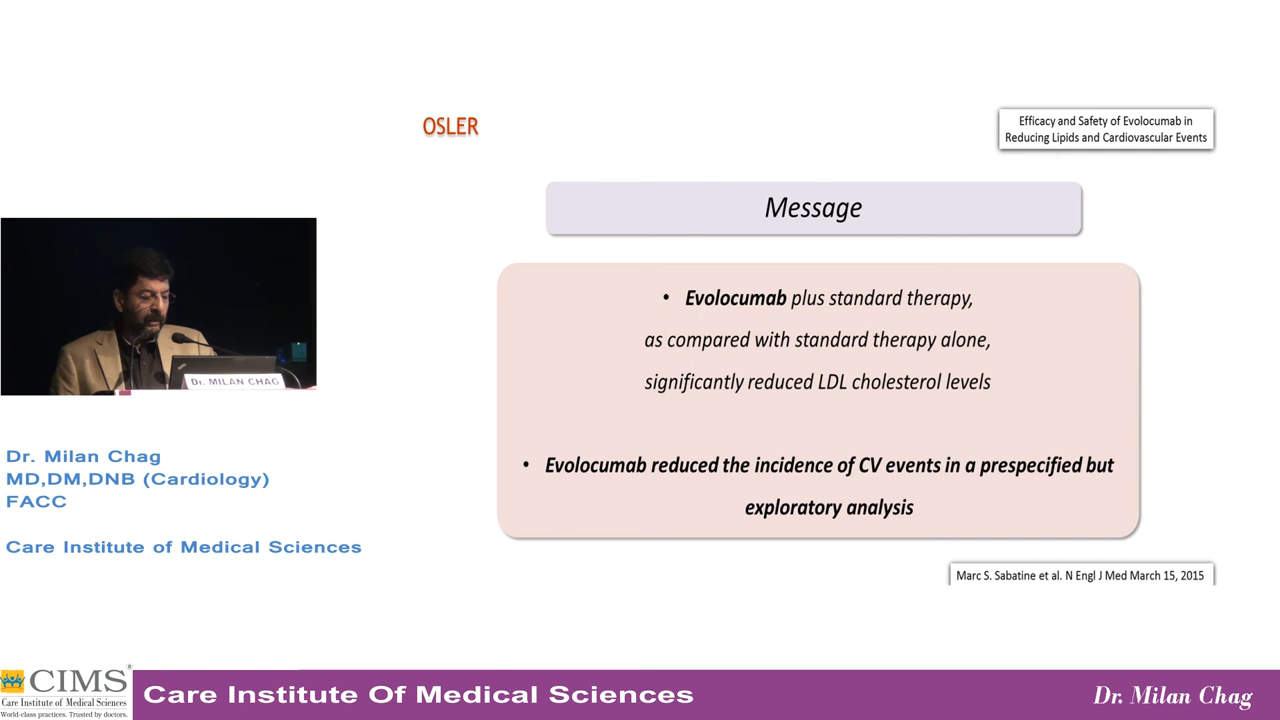 OSLER
Efficacy and Safety of Evolocumab in
Reducing Lipids and Cardiovascular Events
Message
• Evolocumab plus standard therapy,
as compared with standard therapy alone,
significantly reduced LDL cholesterol levels
• Evolocumab reduced the incidence of CV events in a prespecified but
exploratory analysis
Marc S. Sabatine et al. N Engl J Med March 15, 2015
Dr. MILAN CHAG
Dr. Milan Chag
MD,DM,DNB (Cardiology)
FACC
Care Institute of Medical Sciences
CIMS®
Care Institute of Medical Sciences
World-class practices. Trusted by doctors.
Care Institute Of Medical Sciences
Dr. Milan Chag